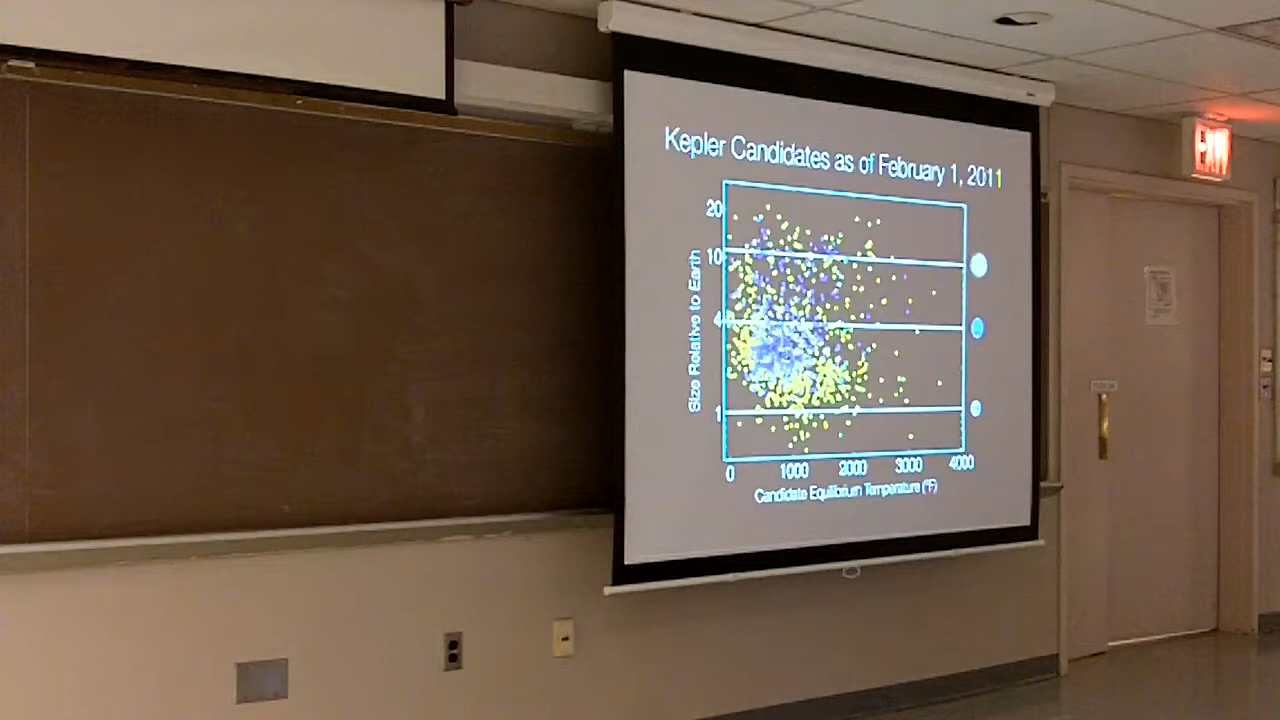 Kepler Candidates as of February 1, 2011
20
10
4
1
Size Relative to Earth
0 1000 2000 3000 4000
Candidate Equilibrium Temperature (°F)